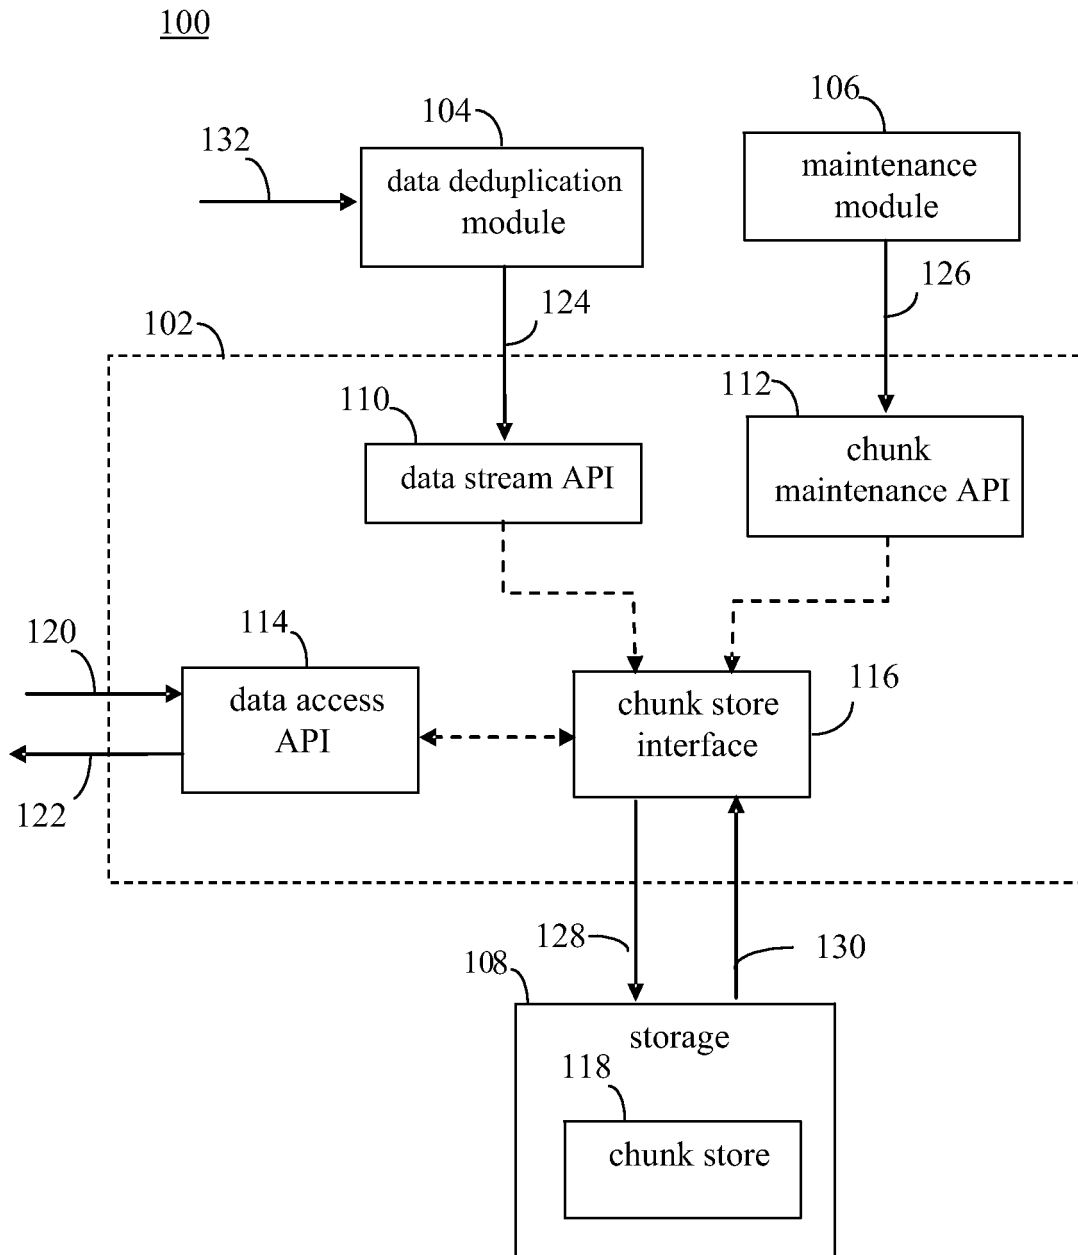 100
104
106
132
data deduplication
module
maintenance
module
124
126
102
110
112
data stream API
chunk
maintenance API
120
114
116
data access
API
chunk store
interface
122
128
130
108
storage
118
chunk store